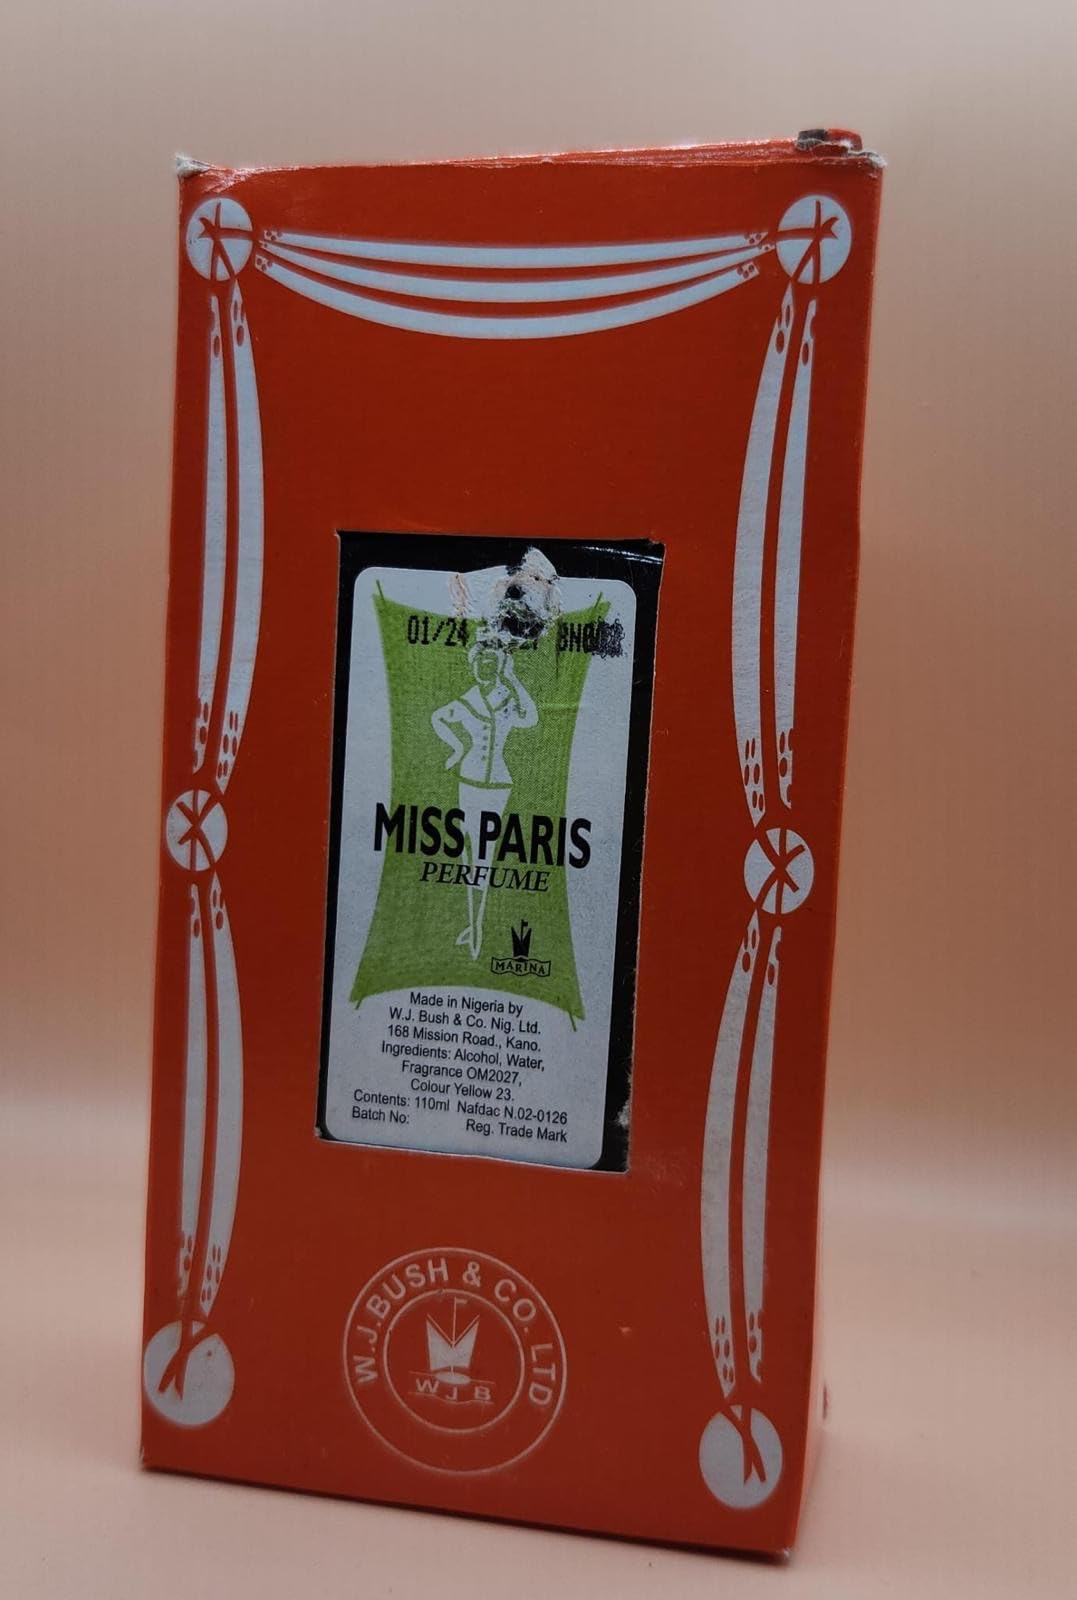 01/24
MISS PARIS
PERFUME
MARINA
Made in Nigeria by
W.J. Bush & Co. Nig. Ltd.
168 Mission Road., Kano.
Ingredients: Alcohol, Water,
Fragrance OM2027,
Colour Yellow 23.
Contents: 110ml Nafdac N.02-0126
Batch No: Reg. Trade Mark
W.J.BUSH & CO. LTD
WJB